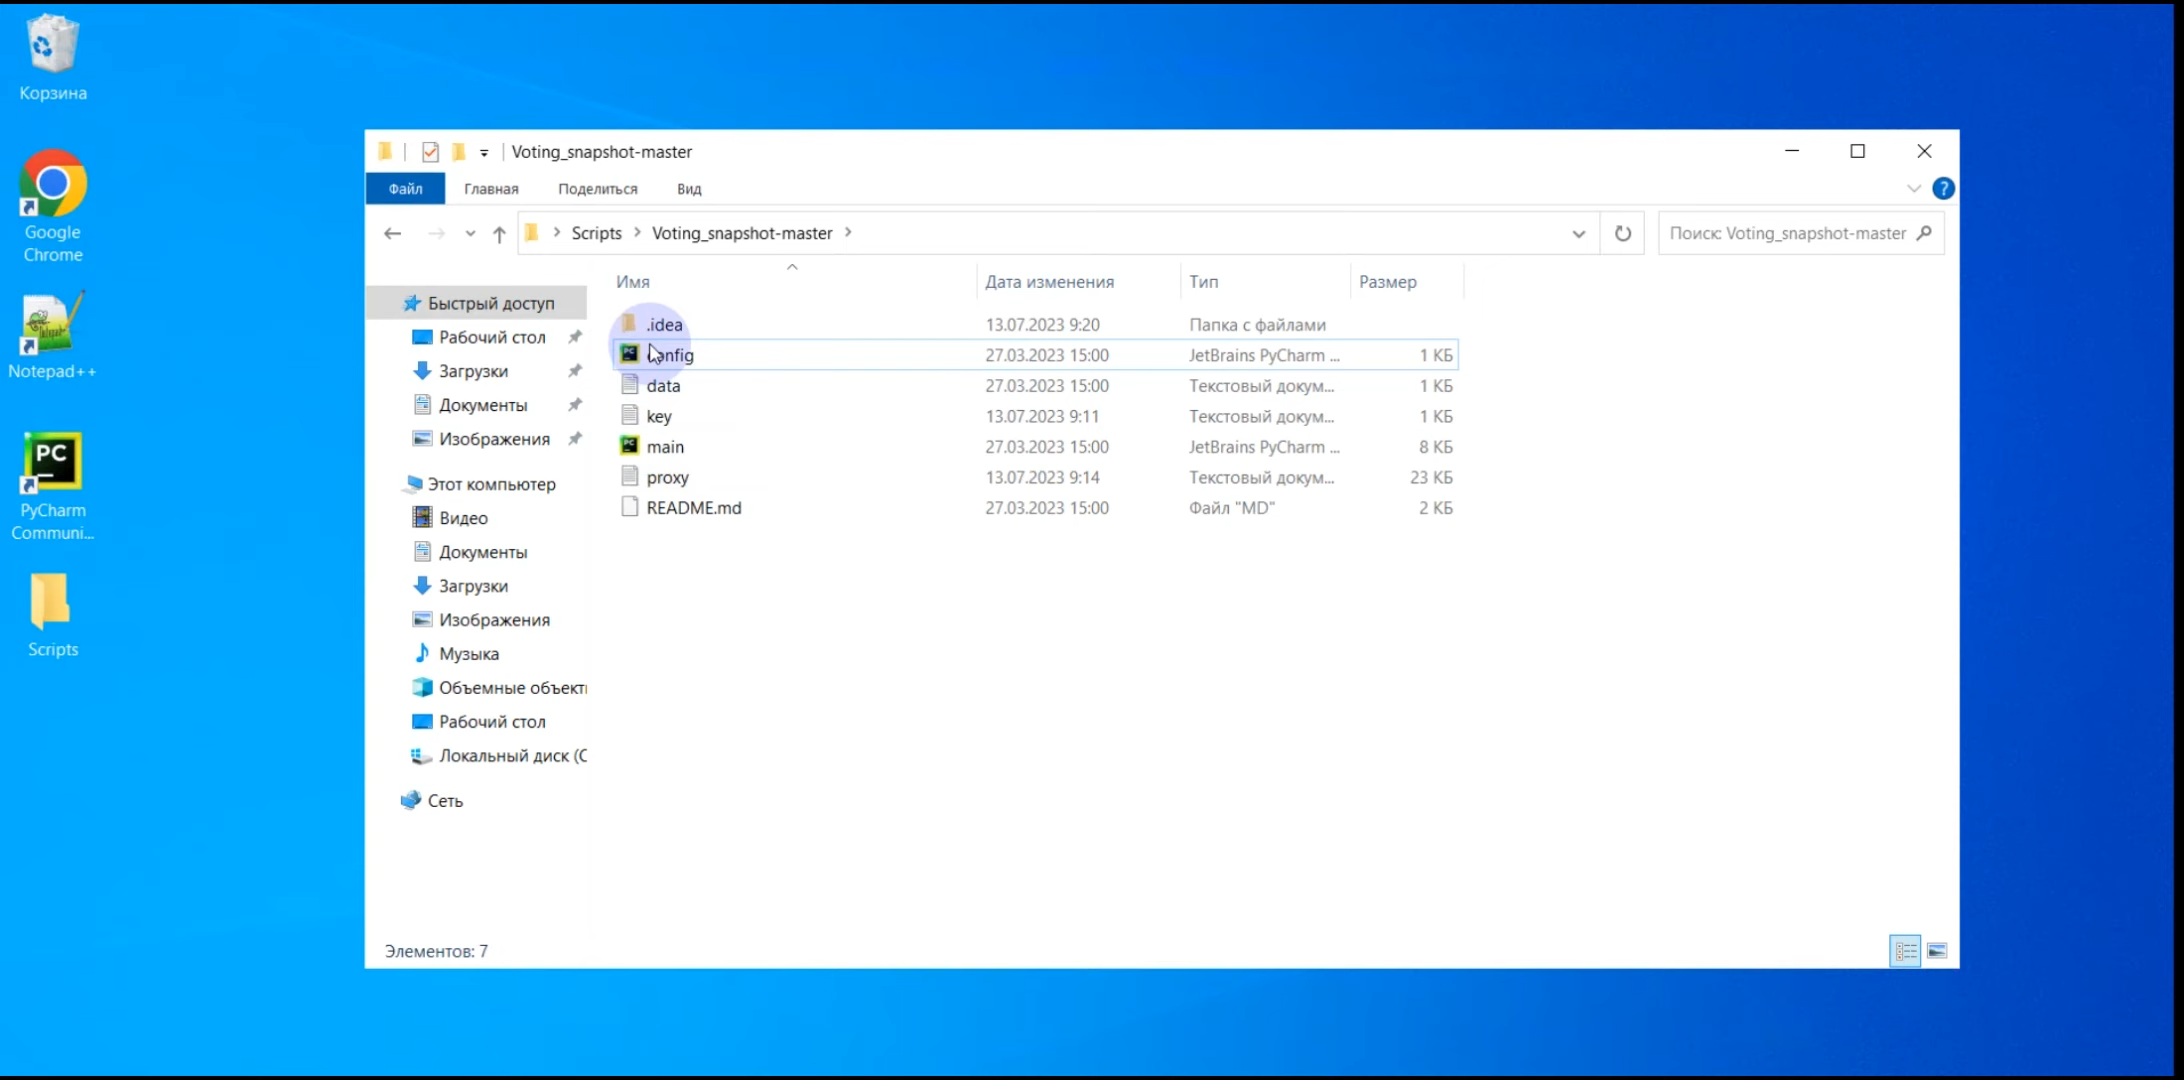 Корзина
Google
Chrome
Notepad++
PyCharm
Communi...
Scripts
Voting_snapshot-master
Файл Главная Поделиться Вид
Scripts Voting_snapshot-master
Поиск: Voting_snapshot-master
Быстрый доступ
Рабочий стол
Загрузки
Документы
Изображения
Этот компьютер
Видео
Документы
Загрузки
Изображения
Музыка
Объемные объект
Рабочий стол
Локальный диск (С
Сеть
Имя Дата изменения Тип Размер
.idea 13.07.2023 9:20 Папка с файлами
config 27.03.2023 15:00 JetBrains PyCharm ... 1 КБ
data 27.03.2023 15:00 Текстовый докум... 1 КБ
key 13.07.2023 9:11 Текстовый докум... 1 КБ
main 27.03.2023 15:00 JetBrains PyCharm ... 8 КБ
proxy 13.07.2023 9:14 Текстовый докум... 23 КБ
README.md 27.03.2023 15:00 Файл "MD" 2 КБ
Элементов: 7